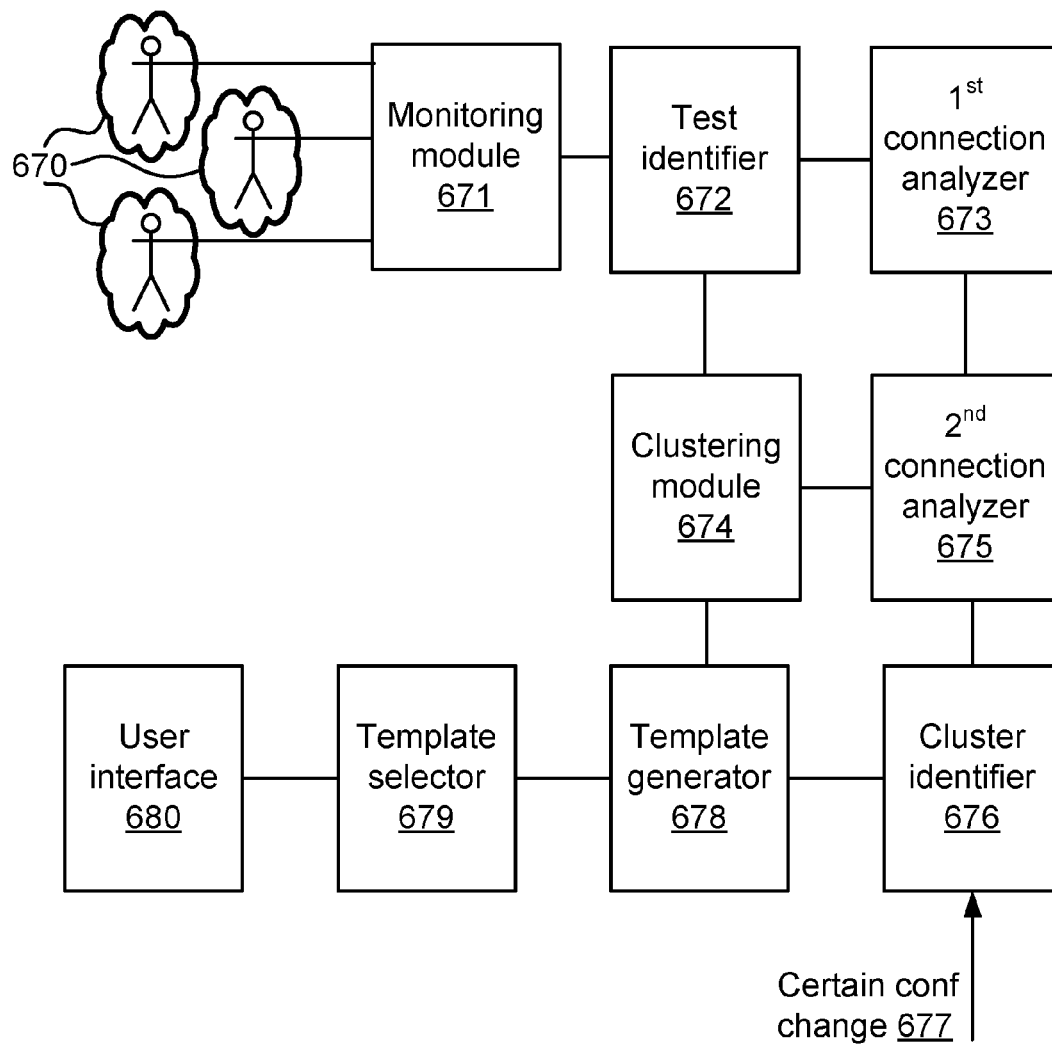 670
Monitoring
module
671
Test
identifier
672
1st
connection
analyzer
673
Clustering
module
674
2nd
connection
analyzer
675
User
interface
680
Template
selector
679
Template
generator
678
Cluster
identifier
676
Certain conf
change 677